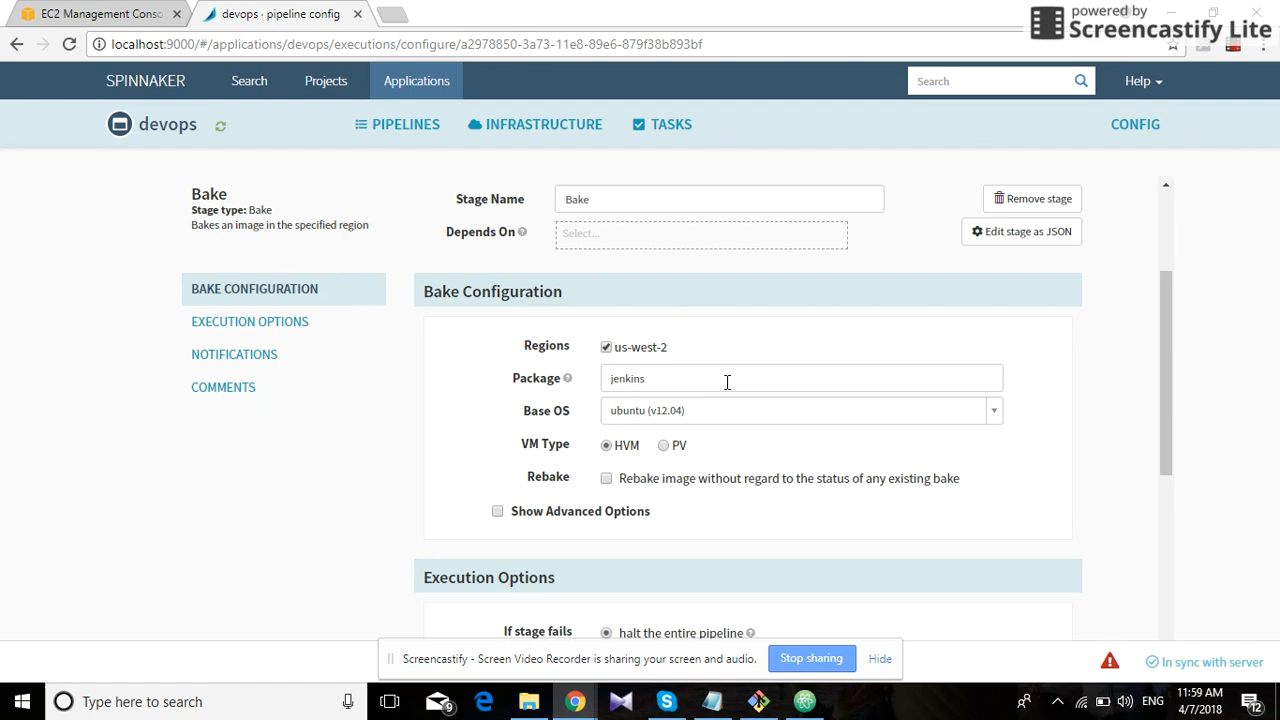 EC2 Management Conso
devops · pipeline config
powered by
Screencastify Lite
localhost:9000/#/applications/devops/executions/configure/a2978850-3a73-11e8-89e6-879f38b893bf
SPINNAKER Search Projects Applications Search Help
devops PIPELINES INFRASTRUCTURE TASKS CONFIG
Bake
Stage type: Bake
Bakes an image in the specified region
Stage Name Bake Remove stage
Depends On Select... Edit stage as JSON
BAKE CONFIGURATION
EXECUTION OPTIONS
NOTIFICATIONS
COMMENTS
Bake Configuration
Regions us-west-2
Package jenkins
Base OS ubuntu (v12.04)
VM Type HVM PV
Rebake Rebake image without regard to the status of any existing bake
Show Advanced Options
Execution Options
If stage fails halt the entire pipeline
Screencastify - Screen Video Recorder is sharing your screen and audio. Stop sharing Hide
In sync with server
Type here to search
9
ENG
11:59 AM
4/7/2018
12